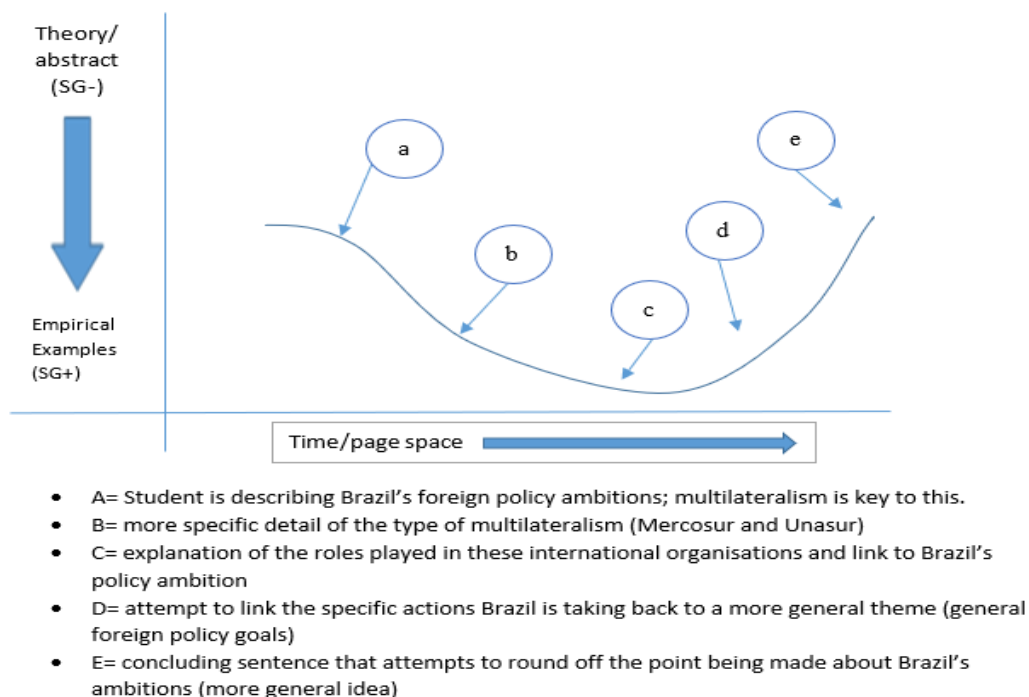 Theory/
abstract
(SG-)
a
e
b
d
c
Empirical
Examples
(SG+)
Time/page space
• A= Student is describing Brazil's foreign policy ambitions; multilateralism is key to this.
• B= more specific detail of the type of multilateralism (Mercosur and Unasur)
• C= explanation of the roles played in these international organisations and link to Brazil's
policy ambition
• D= attempt to link the specific actions Brazil is taking back to a more general theme (general
foreign policy goals)
• E= concluding sentence that attempts to round off the point being made about Brazil's
ambitions (more general idea)